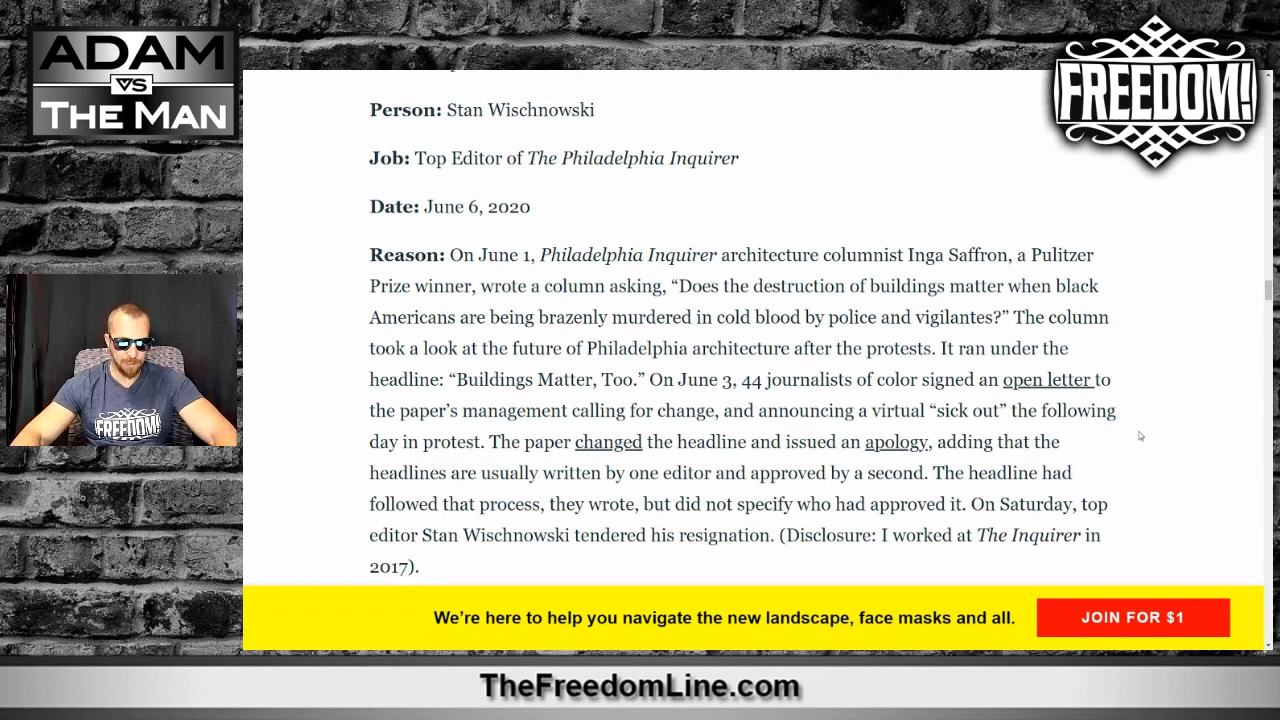 ADAM
VS
THE MAN
FREEDOM!
Person: Stan Wischnowski
Job: Top Editor of The Philadelphia Inquirer
Date: June 6, 2020
Reason: On June 1, Philadelphia Inquirer architecture columnist Inga Saffron, a Pulitzer
Prize winner, wrote a column asking, “Does the destruction of buildings matter when black
Americans are being brazenly murdered in cold blood by police and vigilantes?” The column
took a look at the future of Philadelphia architecture after the protests. It ran under the
headline: “Buildings Matter, Too.” On June 3, 44 journalists of color signed an open letter to
the paper’s management calling for change, and announcing a virtual “sick out” the following
day in protest. The paper changed the headline and issued an apology, adding that the
headlines are usually written by one editor and approved by a second. The headline had
followed that process, they wrote, but did not specify who had approved it. On Saturday, top
editor Stan Wischnowski tendered his resignation. (Disclosure: I worked at The Inquirer in
2017).
FREEDOM!
We’re here to help you navigate the new landscape, face masks and all.
JOIN FOR $1
TheFreedomLine.com